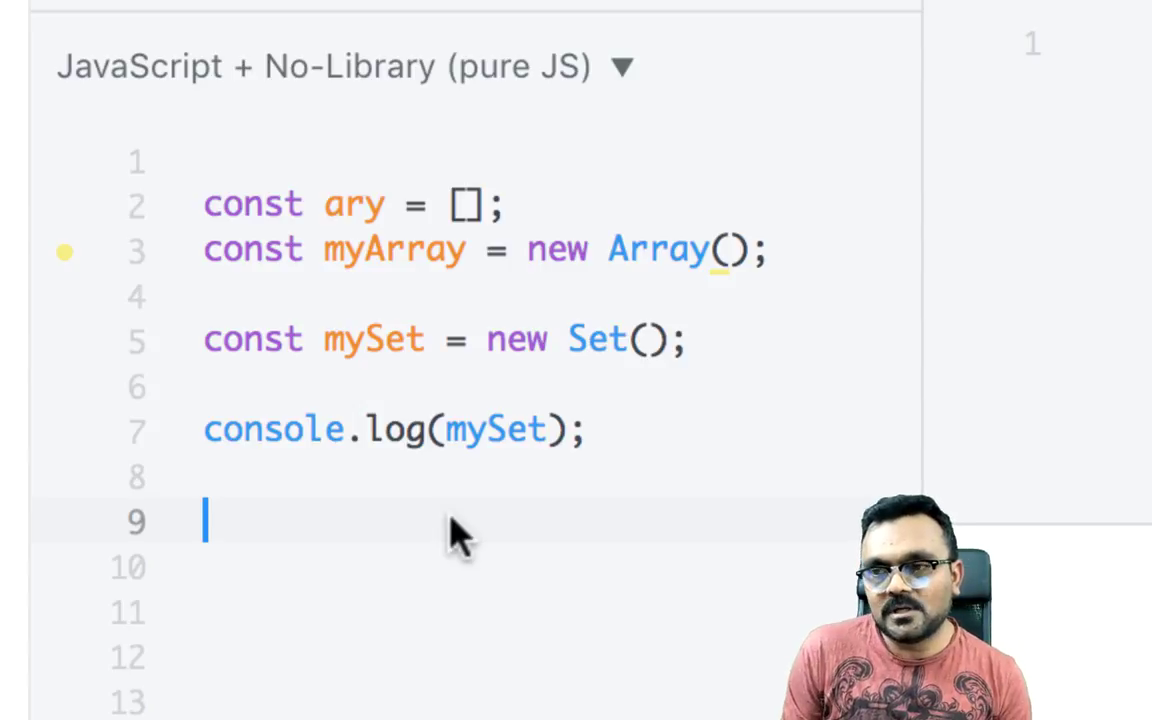 JavaScript + No-Library (pure JS) ▼
1
1
2 const ary = [];
3 const myArray = new Array();
4
5 const mySet = new Set();
6
7 console.log(mySet);
8
9
10
11
12
13